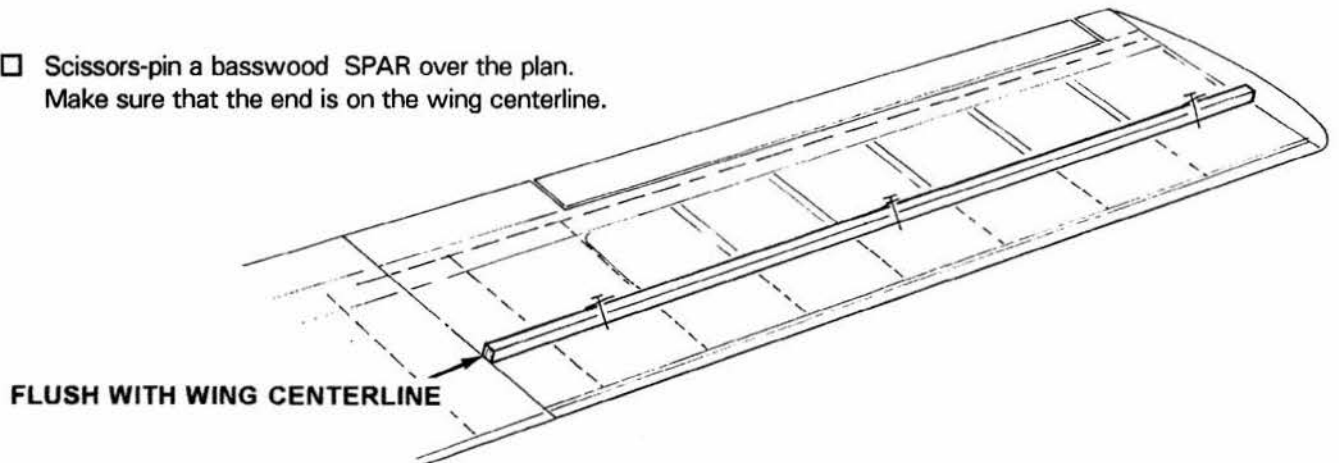 ☐ Scissors-pin a basswood SPAR over the plan.
Make sure that the end is on the wing centerline.
FLUSH WITH WING CENTERLINE